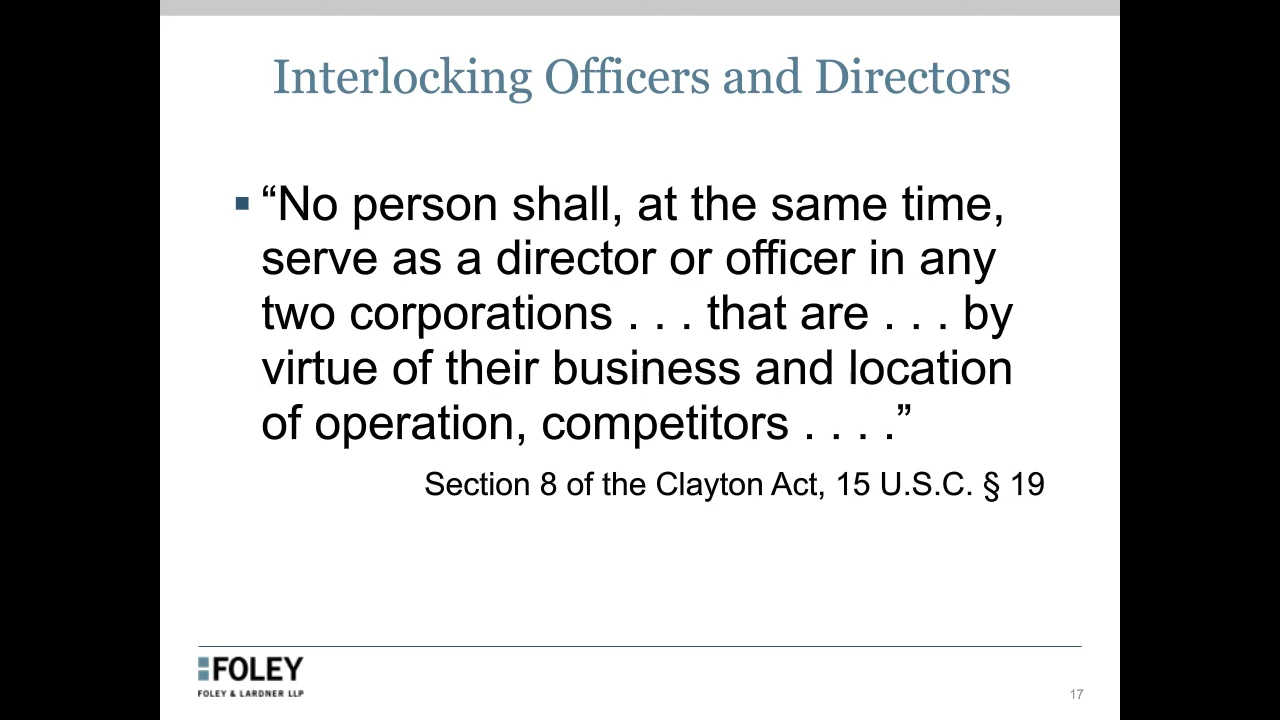 Interlocking Officers and Directors
▪ “No person shall, at the same time,
serve as a director or officer in any
two corporations . . . that are . . . by
virtue of their business and location
of operation, competitors . . . .”
Section 8 of the Clayton Act, 15 U.S.C. § 19
FOLEY
FOLEY & LARDNER LLP
17